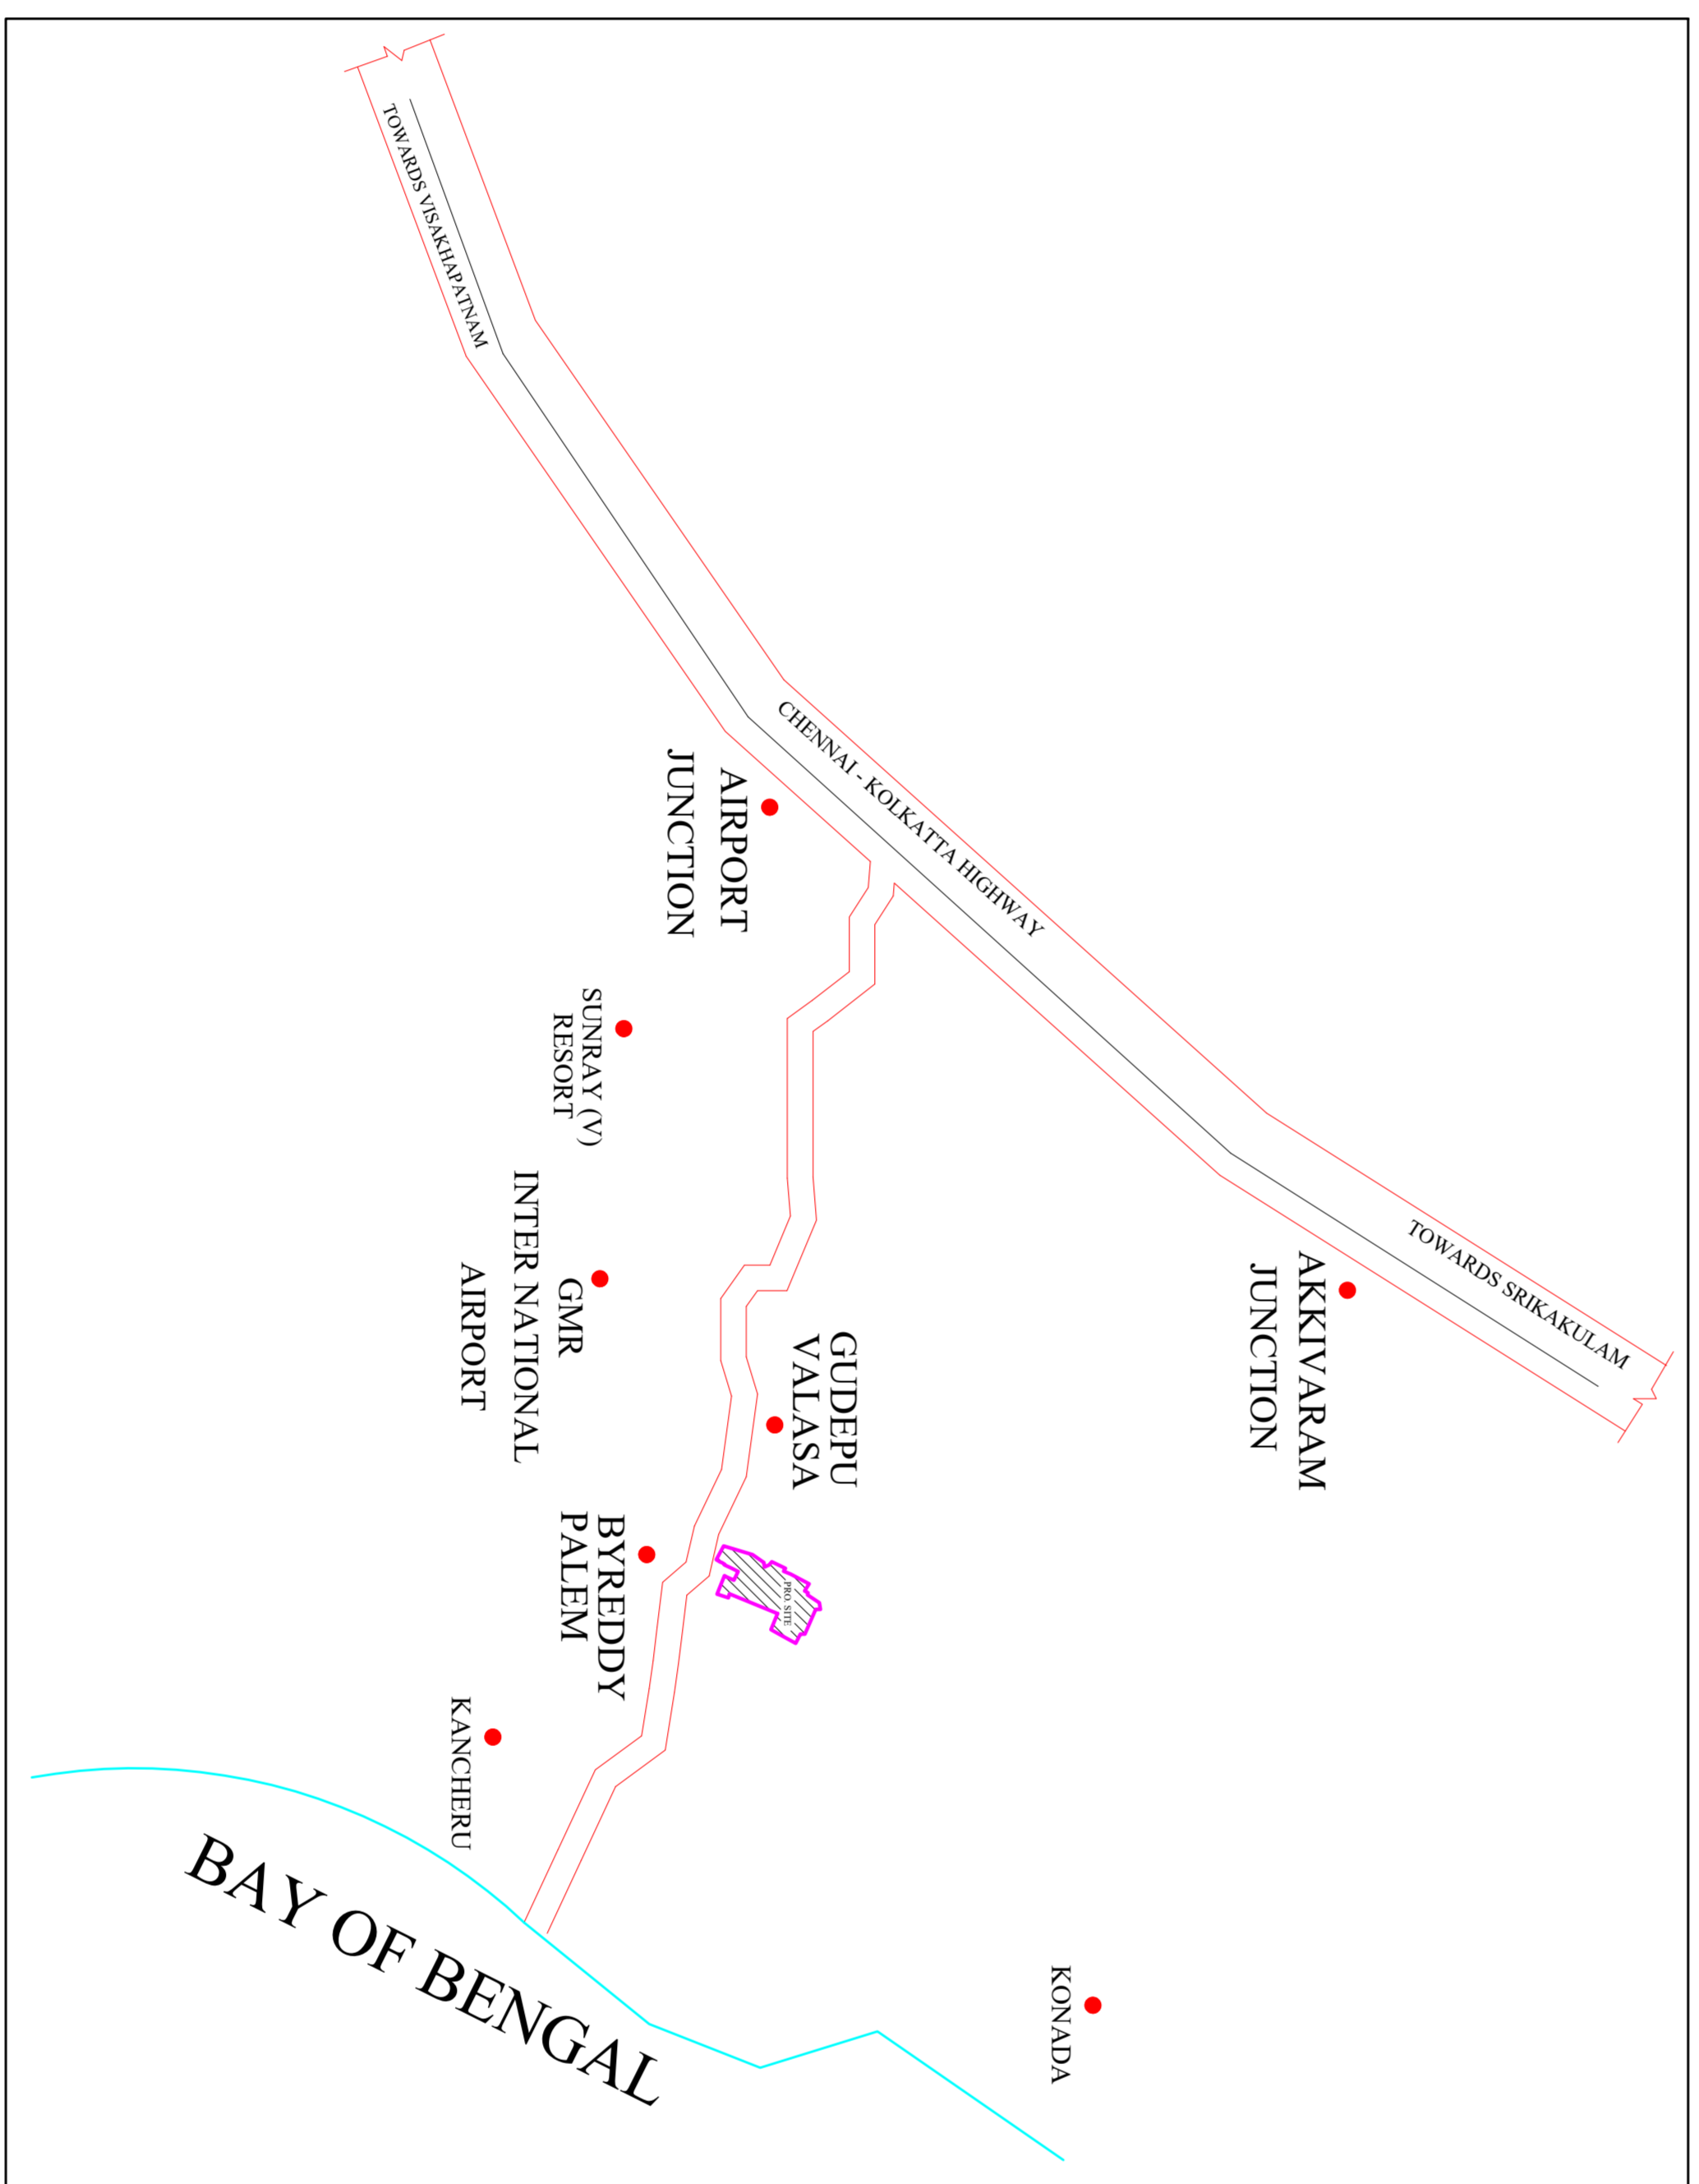 TOWARDS VISAKHAPATNAM
CHENNAI - KOLKATTA HIGHWAY
TOWARDS SRIKAKULAM
AKKIVARAM
JUNCTION
AIRPORT
JUNCTION
SUNRAY (V)
RESORT
GMR
INTER NATIONAL
AIRPORT
GUDEPU
VALASA
PRO. SITE
BYREDDY
PALEM
KANCHERU
KONADA
BAY OF BENGAL